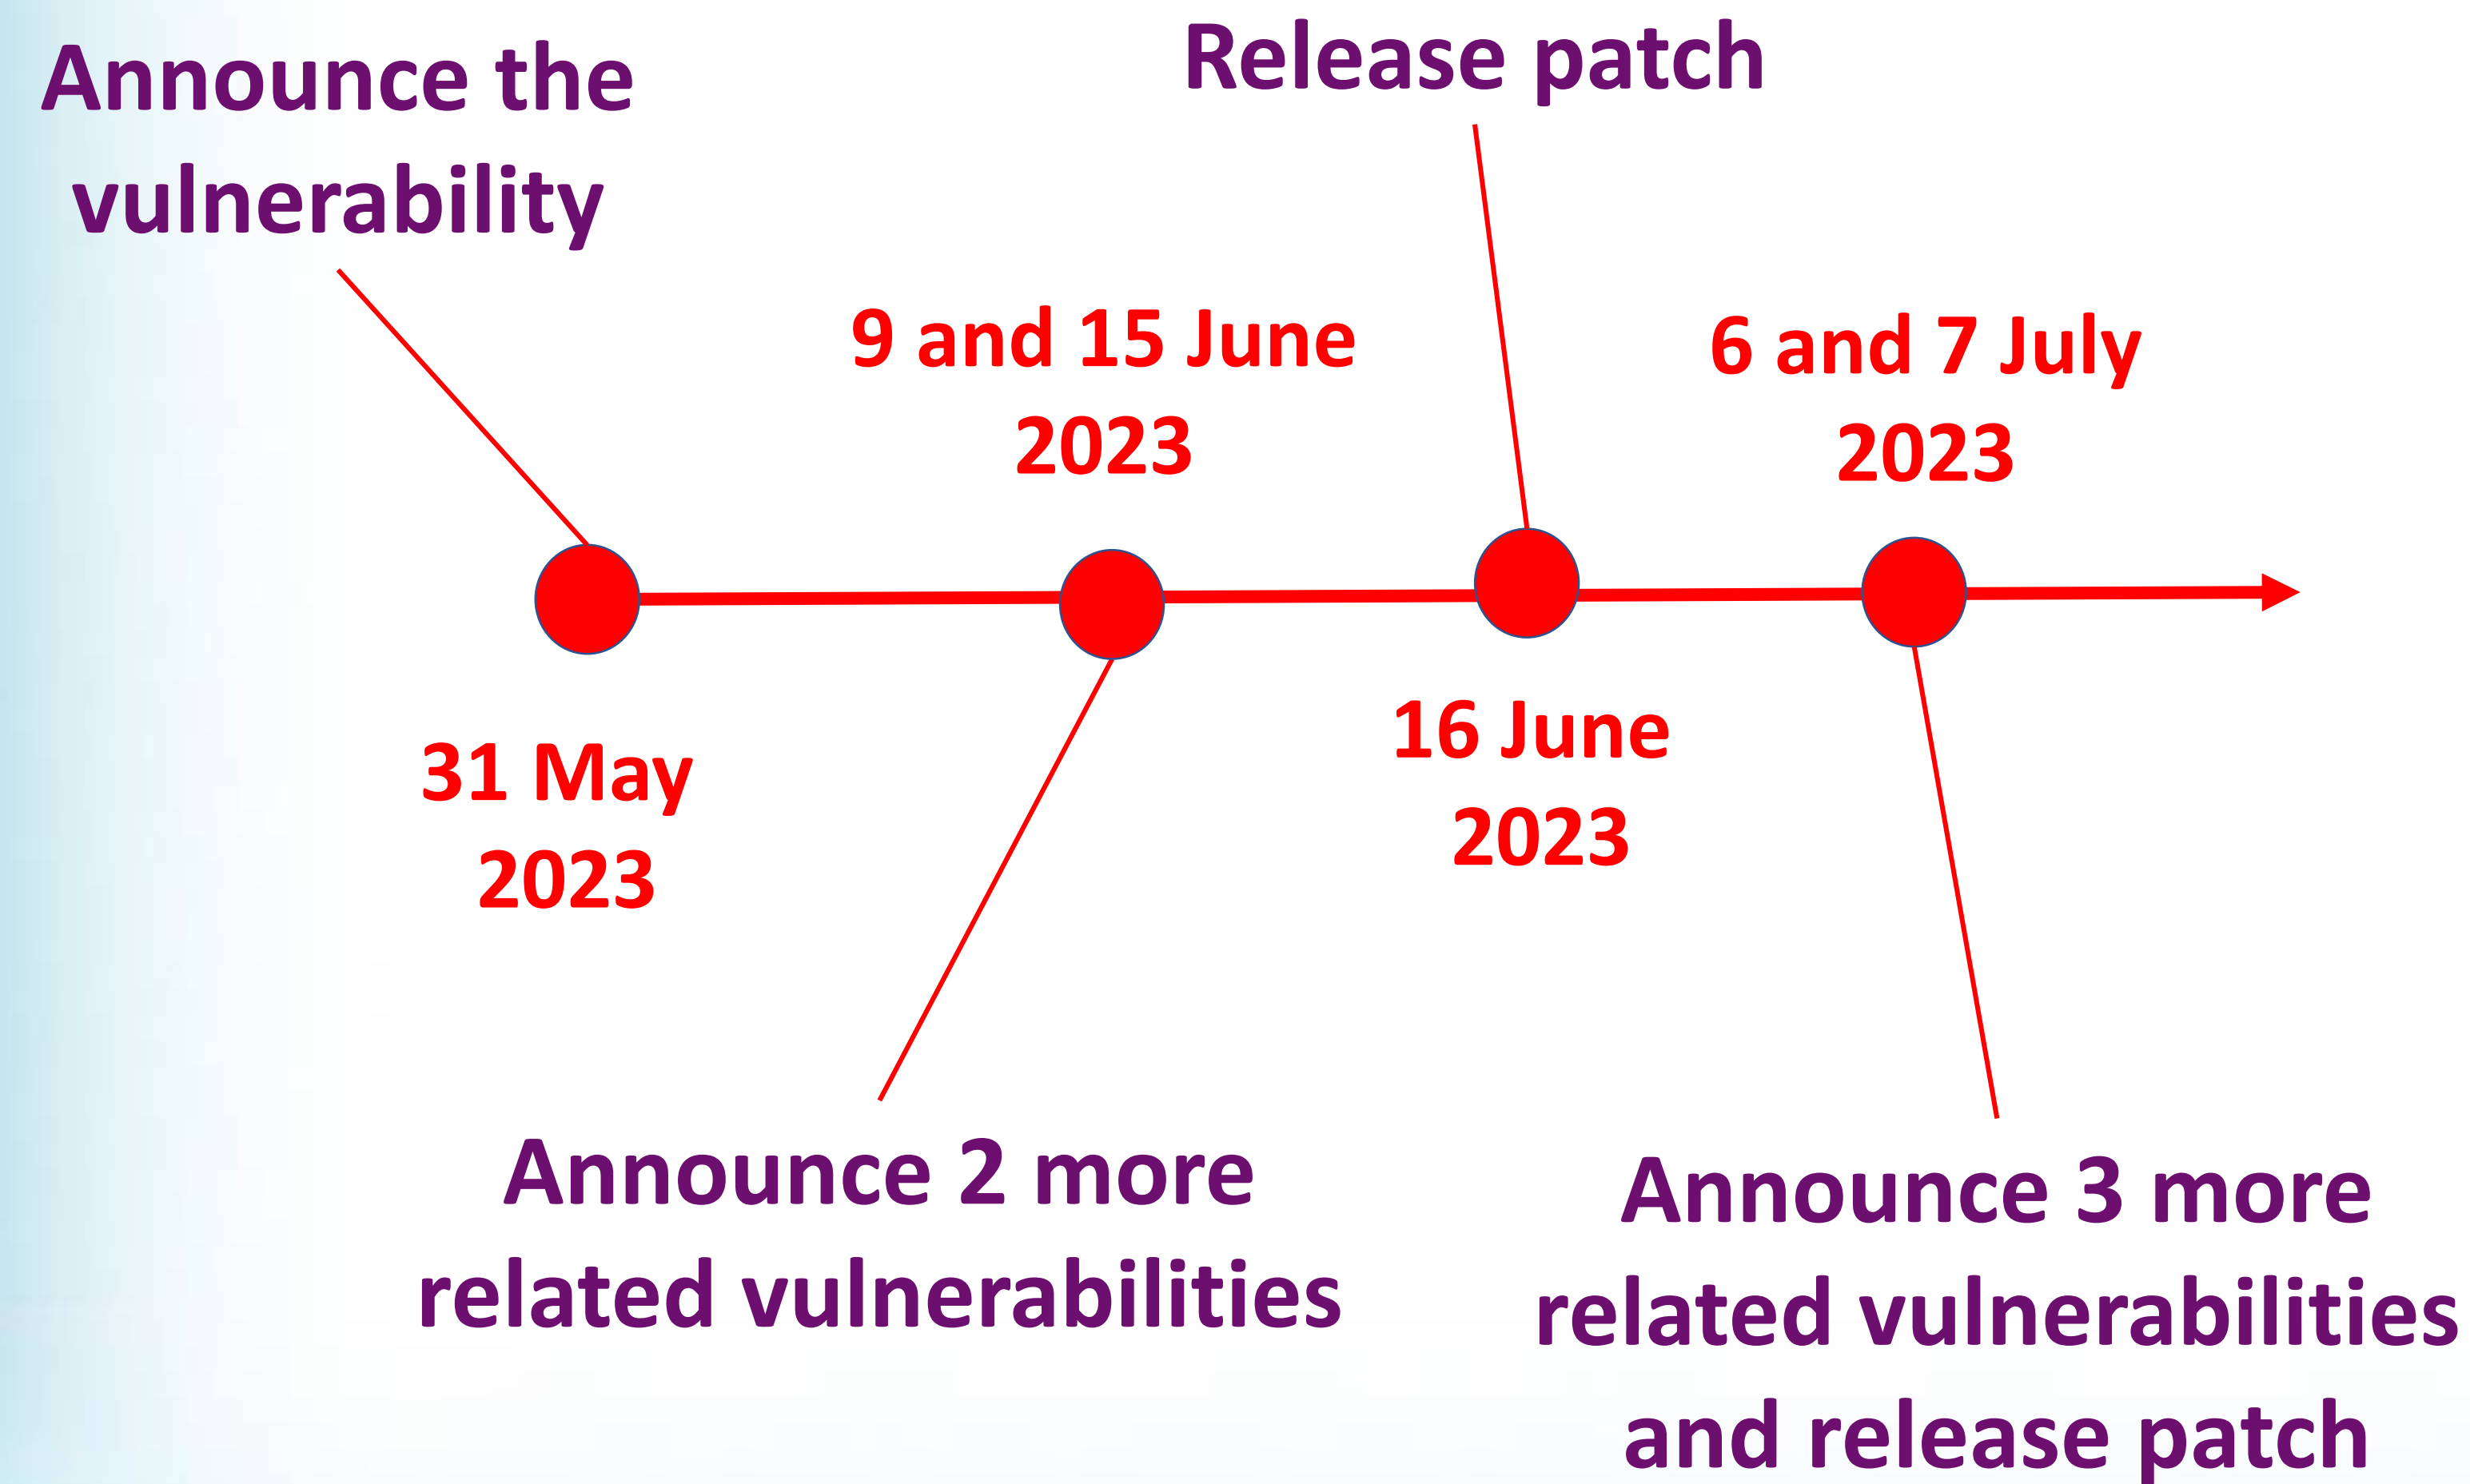 Announce the
vulnerability
Release patch
9 and 15 June
2023
6 and 7 July
2023
31 May
2023
16 June
2023
Announce 2 more
related vulnerabilities
Announce 3 more
related vulnerabilities
and release patch